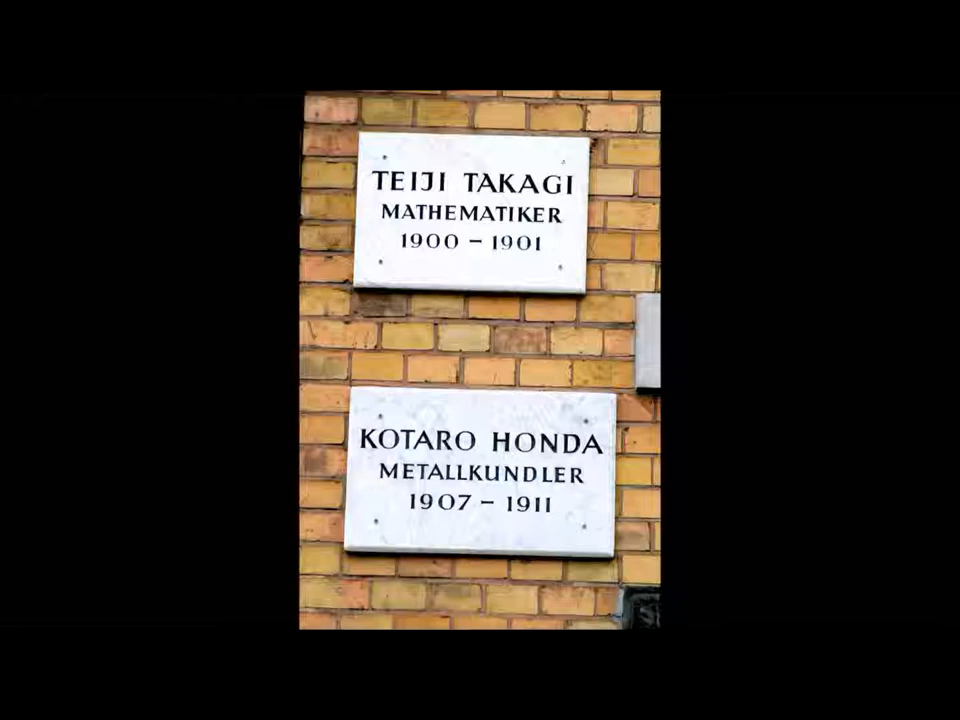 TEIJI TAKAGI
MATHEMATIKER
1900 – 1901
KOTARO HONDA
METALLKUNDLER
1907 – 1911